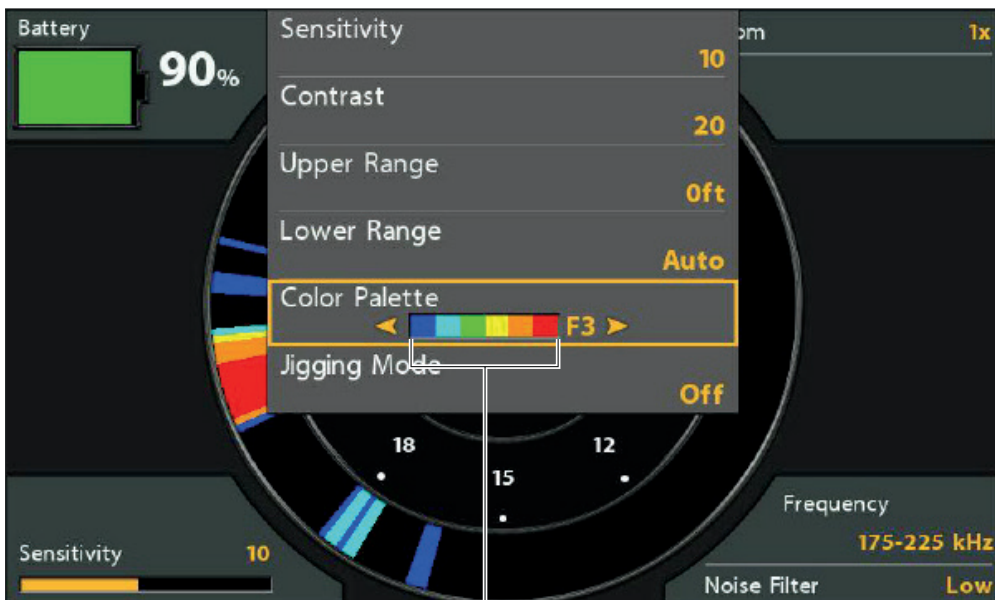 Battery
90%
Sensitivity
10
Contrast
20
Upper Range
0ft
Lower Range
Auto
Color Palette
F3
Jigging Mode
Off
1x
18
12
15
Sensitivity
10
Frequency
175-225 kHz
Noise Filter
Low